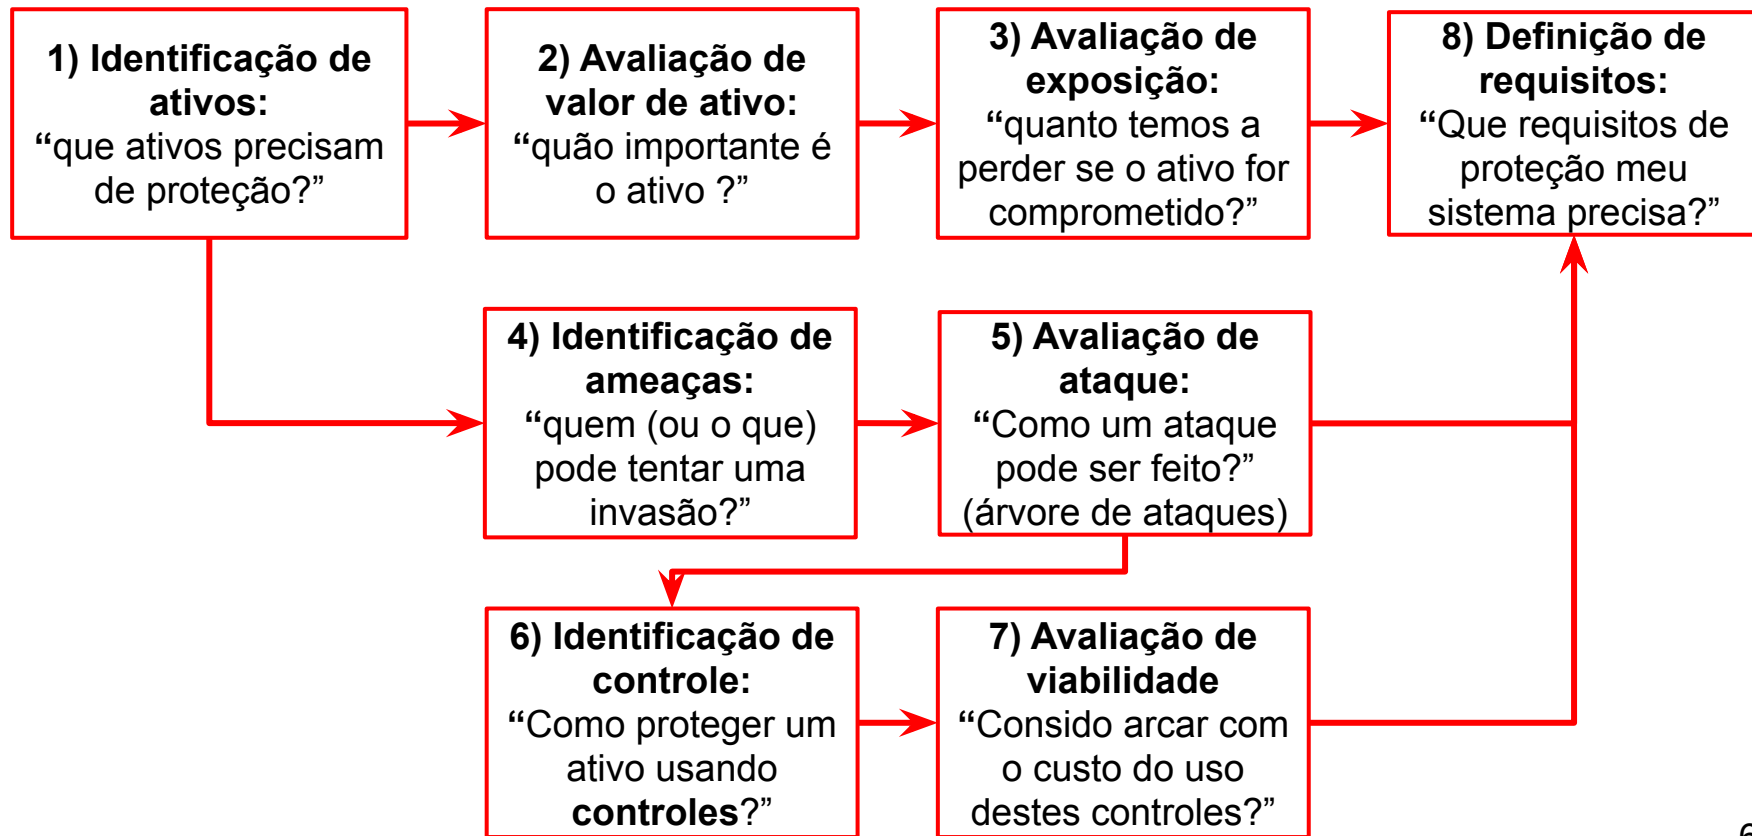 1) Identificação de
ativos:
“que ativos precisam
de proteção?”
2) Avaliação de
valor de ativo:
“quão importante é
o ativo ?”
3) Avaliação de
exposição:
“quanto temos a
perder se o ativo for
comprometido?”
8) Definição de
requisitos:
“Que requisitos de
proteção meu
sistema precisa?”
4) Identificação de
ameaças:
“quem (ou o que)
pode tentar uma
invasão?”
5) Avaliação de
ataque:
“Como um ataque
pode ser feito?”
(árvore de ataques)
6) Identificação de
controle:
“Como proteger um
ativo usando
controles?”
7) Avaliação de
viabilidade
“Consido arcar com
o custo do uso
destes controles?”
6